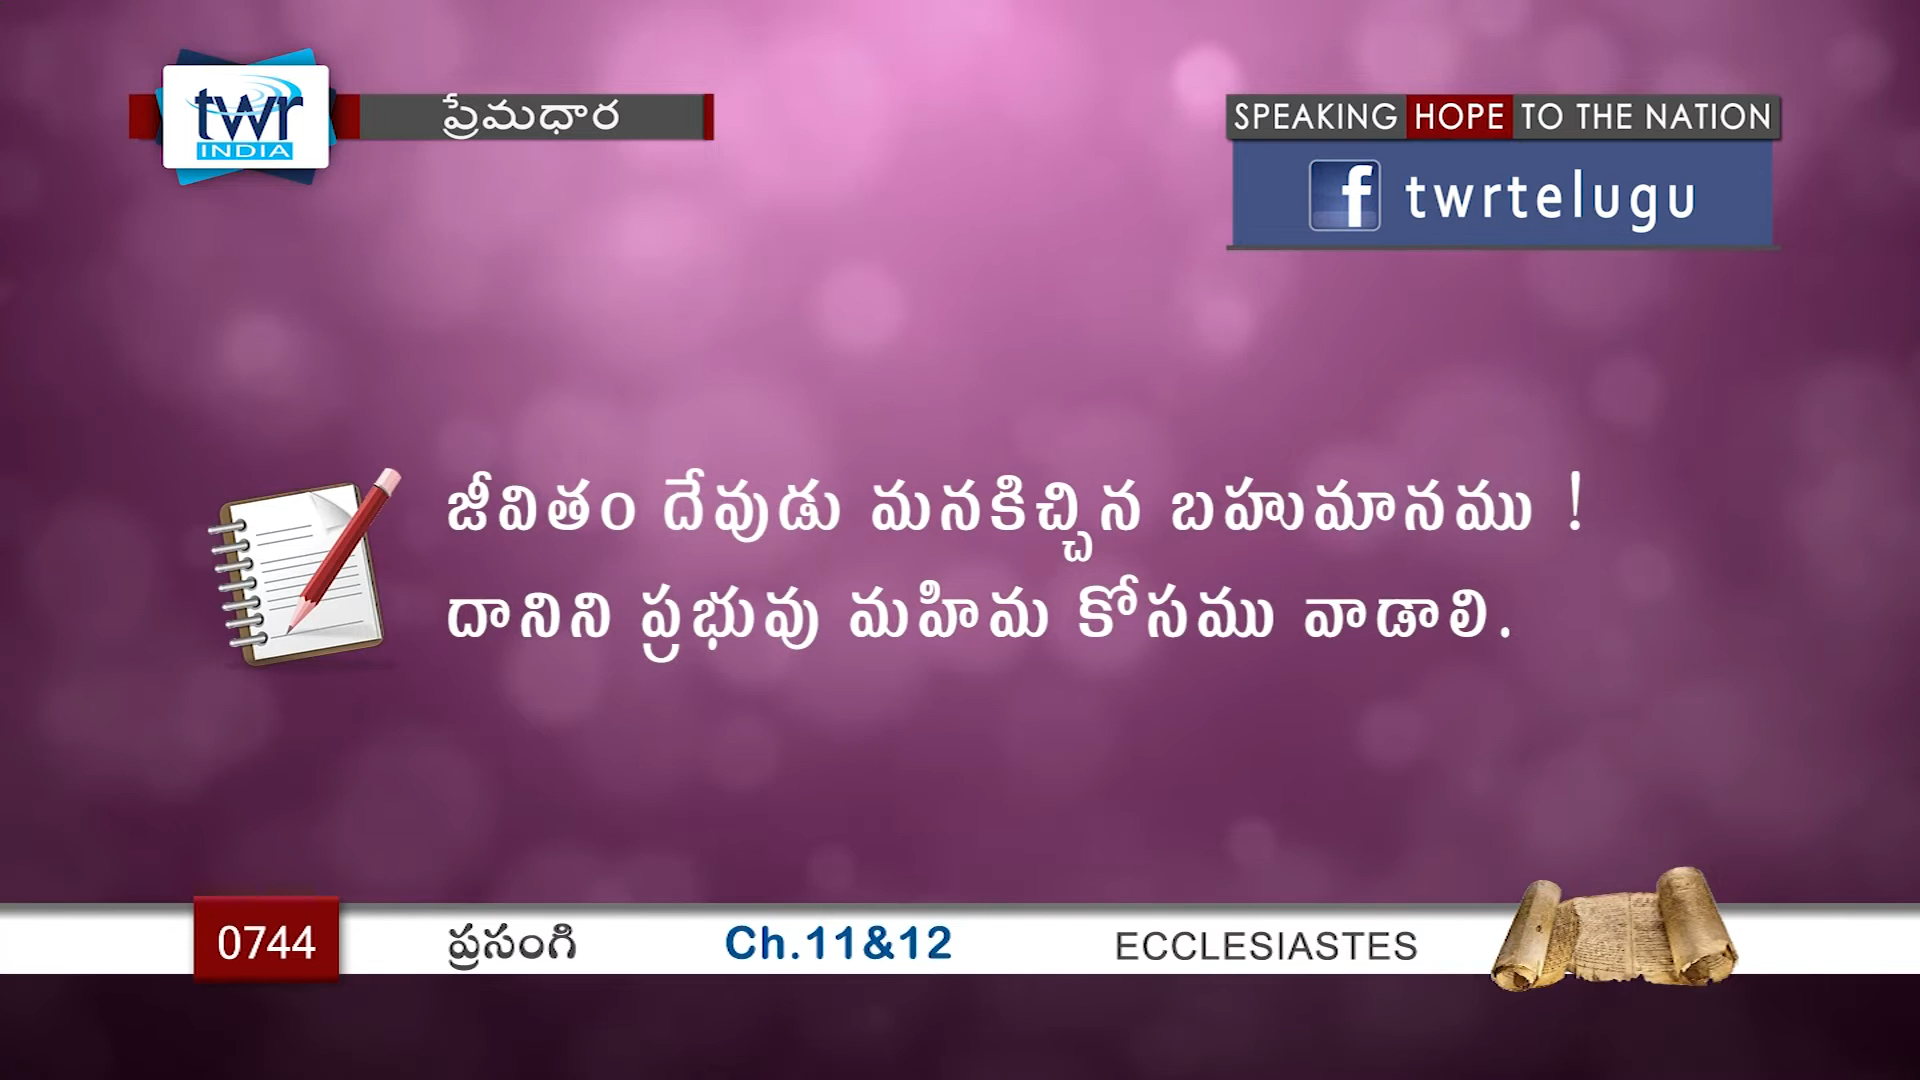 twr
INDIA
ప్రేమధార
SPEAKING HOPE TO THE NATION
f twrtelugu
జీవితం దేవుడు మనకిచ్చిన బహుమానము !
దానిని ప్రభువు మహిమ కోసము వాడాలి.
0744 ప్రసంగి Ch.11&12 ECCLESIASTES